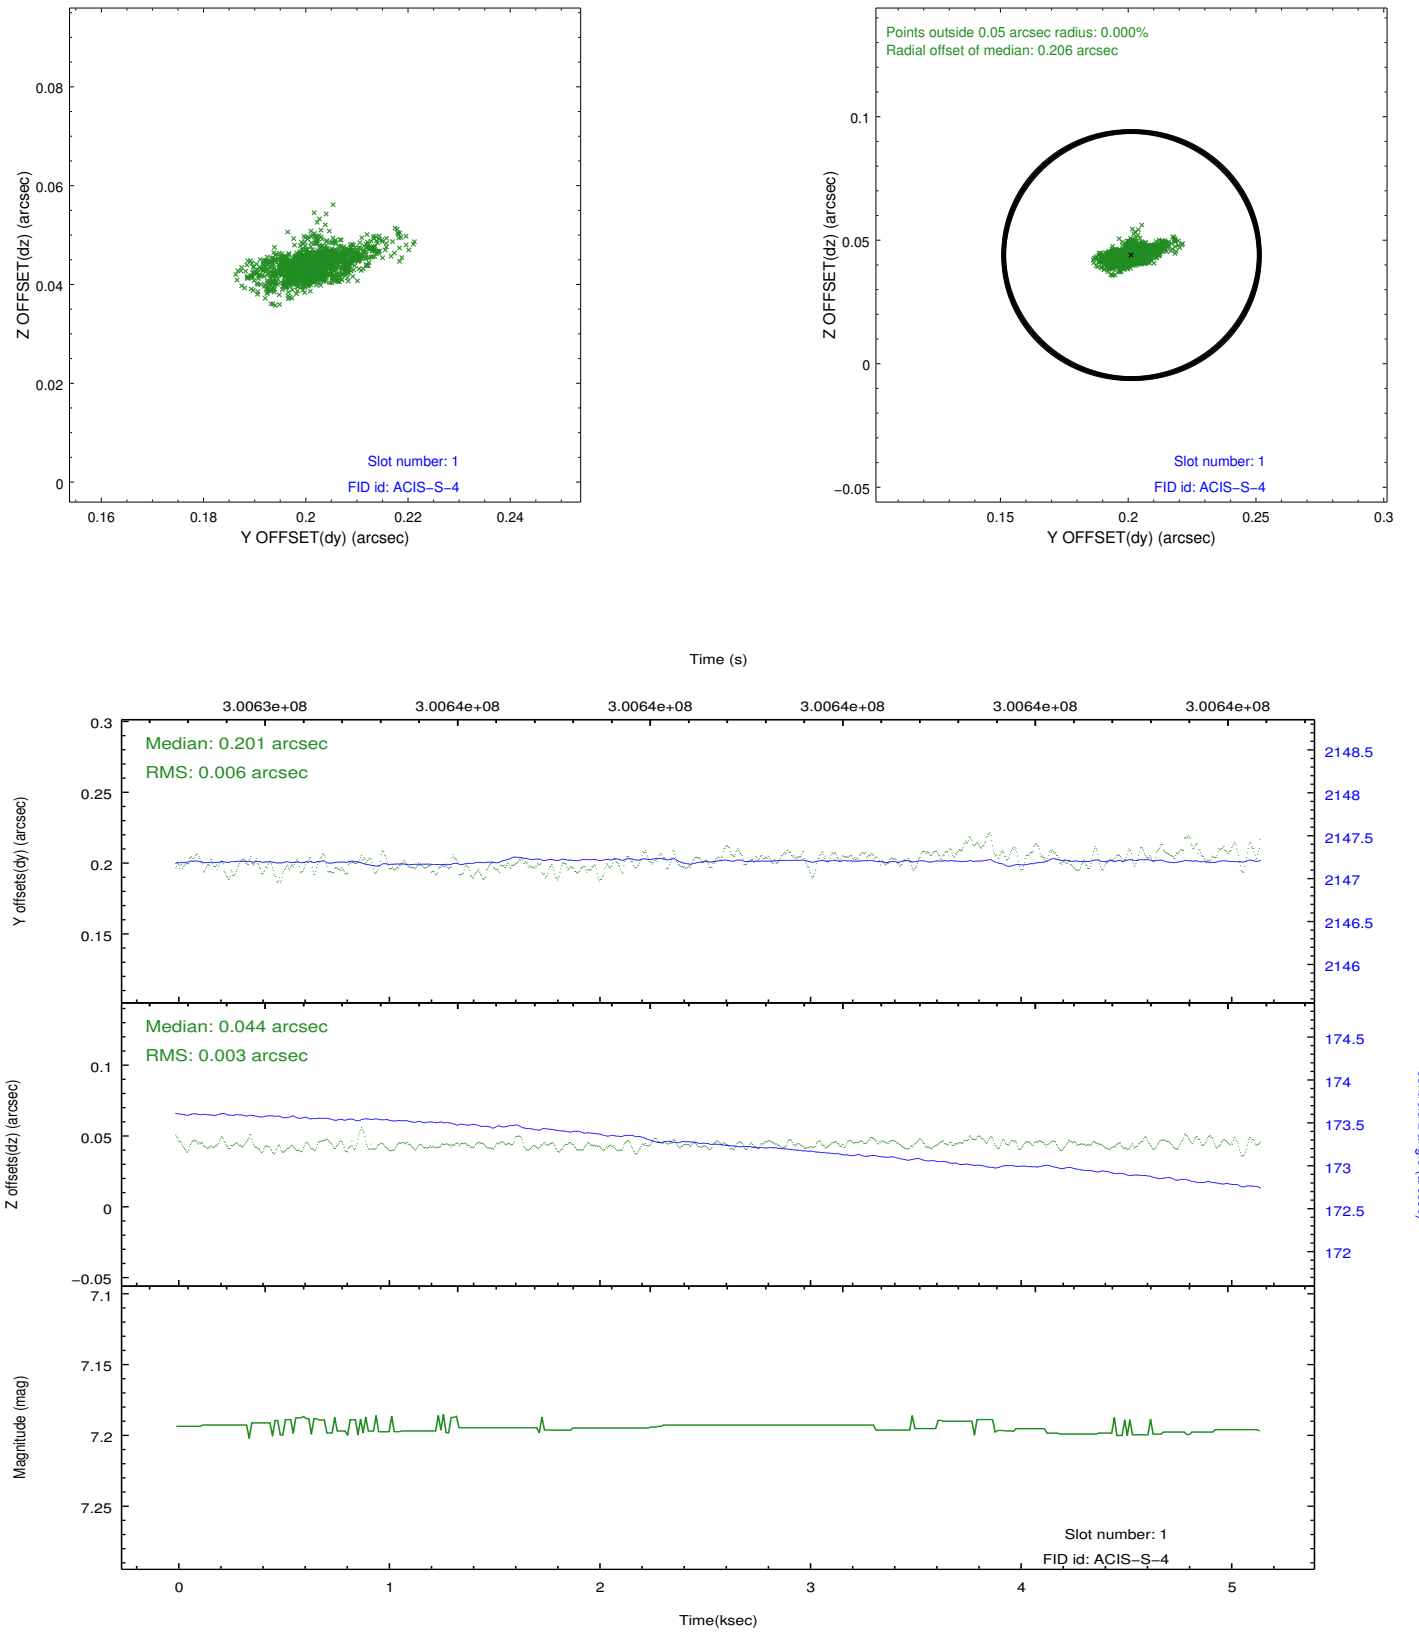 0.08
0.06
0.04
0.02
0
Z OFFSET(dz) (arcsec)
Slot number: 1
FID id: ACIS−S−4
0.16 0.18 0.2 0.22 0.24
Y OFFSET(dy) (arcsec)
Points outside 0.05 arcsec radius: 0.000%
Radial offset of median: 0.206 arcsec
0.1
0.05
0
−0.05
Z OFFSET(dz) (arcsec)
Slot number: 1
FID id: ACIS−S−4
0.15 0.2 0.25 0.3
Y OFFSET(dy) (arcsec)
Time (s)
3.0063e+08 3.0064e+08 3.0064e+08 3.0064e+08 3.0064e+08 3.0064e+08
Median: 0.201 arcsec
RMS: 0.006 arcsec
0.3
0.25
0.2
0.15
Y offsets(dy) (arcsec)
2148.5
2148
2147.5
2147
2146.5
2146
Median: 0.044 arcsec
RMS: 0.003 arcsec
0.1
0.05
0
−0.05
Z offsets(dz) (arcsec)
174.5
174
173.5
173
172.5
172
7.1
7.15
7.2
7.25
Magnitude (mag)
Slot number: 1
FID id: ACIS−S−4
0 1 2 3 4 5
Time(ksec)